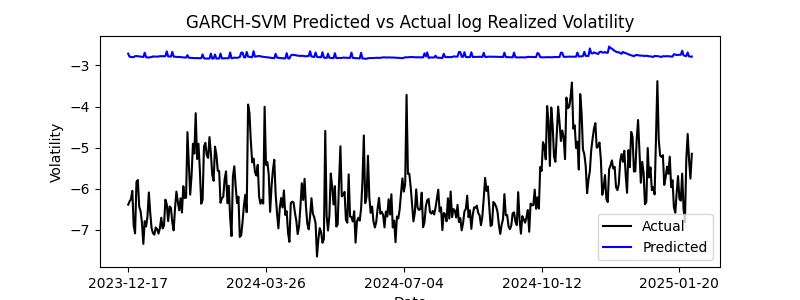 GARCH-SVM Predicted vs Actual log Realized Volatility
Volatility
−3
−4
−5
−6
−7
Actual
Predicted
2023-12-17 2024-03-26 2024-07-04 2024-10-12 2025-01-20